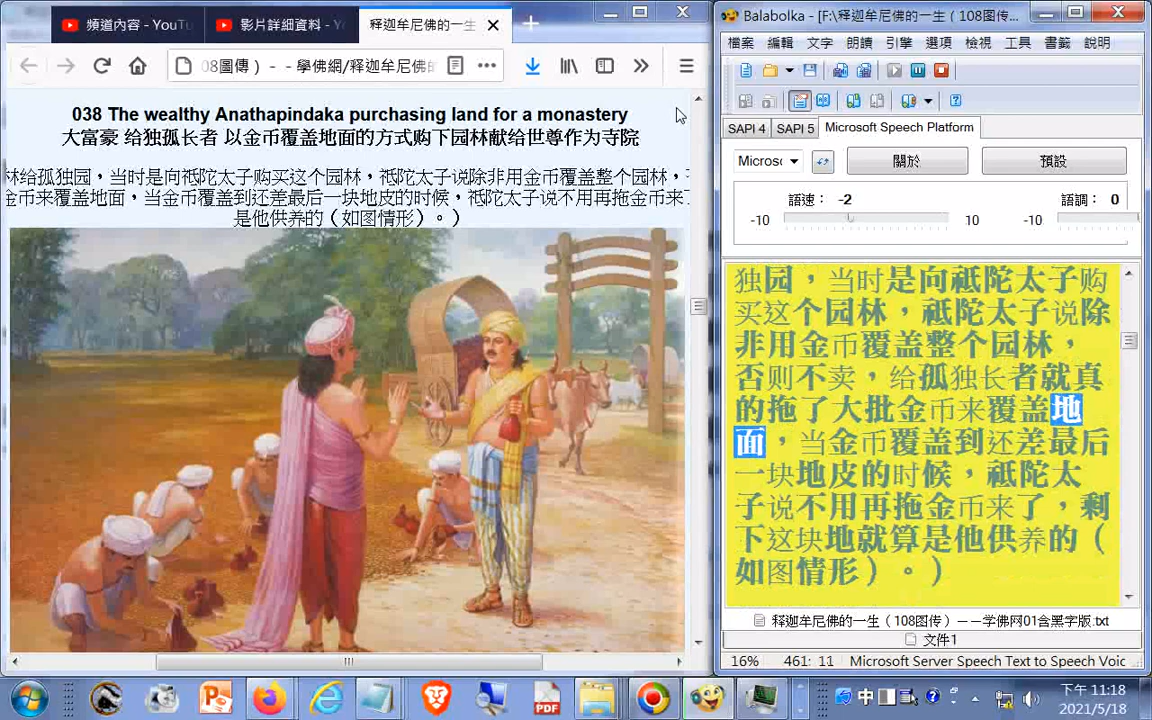 頻道內容 - YouTu
影片詳細資料 - Yo
释迦牟尼佛的一生
08图傳） - - 學佛網/释迦牟尼佛的
038 The wealthy Anathapindaka purchasing land for a monastery
大富豪 给独孤长者 以金币覆盖地面的方式购下园林献给世尊作为寺院
林给孤独园，当时是向祗陀太子购买这个园林，祗陀太子说除非用金币覆盖整个园林，
金币来覆盖地面，当金币覆盖到还差最后一块地皮的时候，祗陀太子说不用再拖金币来了
是他供养的（如图情形）。）
Balabolka - [F:\释迦牟尼佛的一生（108图传）...
檔案 編輯 文字 朗讀 引擎 選項 檢視 工具 書籤 說明
SAPI 4 SAPI 5 Microsoft Speech Platform
Micros 關於 預設
語速： -2 語調： 0
-10 10 -10
独园，当时是向祗陀太子购
买这个园林，祗陀太子说除
非用金币覆盖整个园林，
否则不卖，给孤独长者就真
的拖了大批金币来覆盖地
面，当金币覆盖到还差最后
一块地皮的时候，祗陀太
子说不用再拖金币来了，剩
下这块地就算是他供养的（
如图情形）。）
释迦牟尼佛的一生（108图传）——学佛网01含黑字版.txt
文件1
16% 461: 11 Microsoft Server Speech Text to Speech Voic
中
下午 11:18
2021/5/18